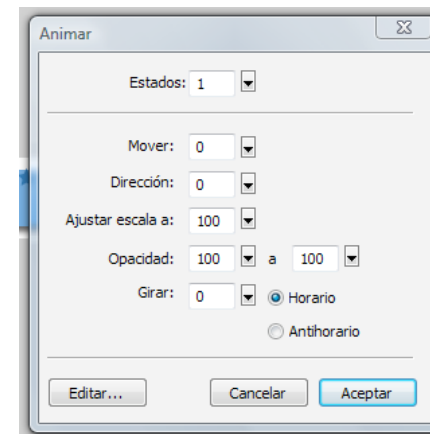 Animar
Estados: 1
Mover: 0
Dirección: 0
Ajustar escala a: 100
Opacidad: 100 a 100
Girar: 0 Horario
Antihorario
Editar... Cancelar Aceptar